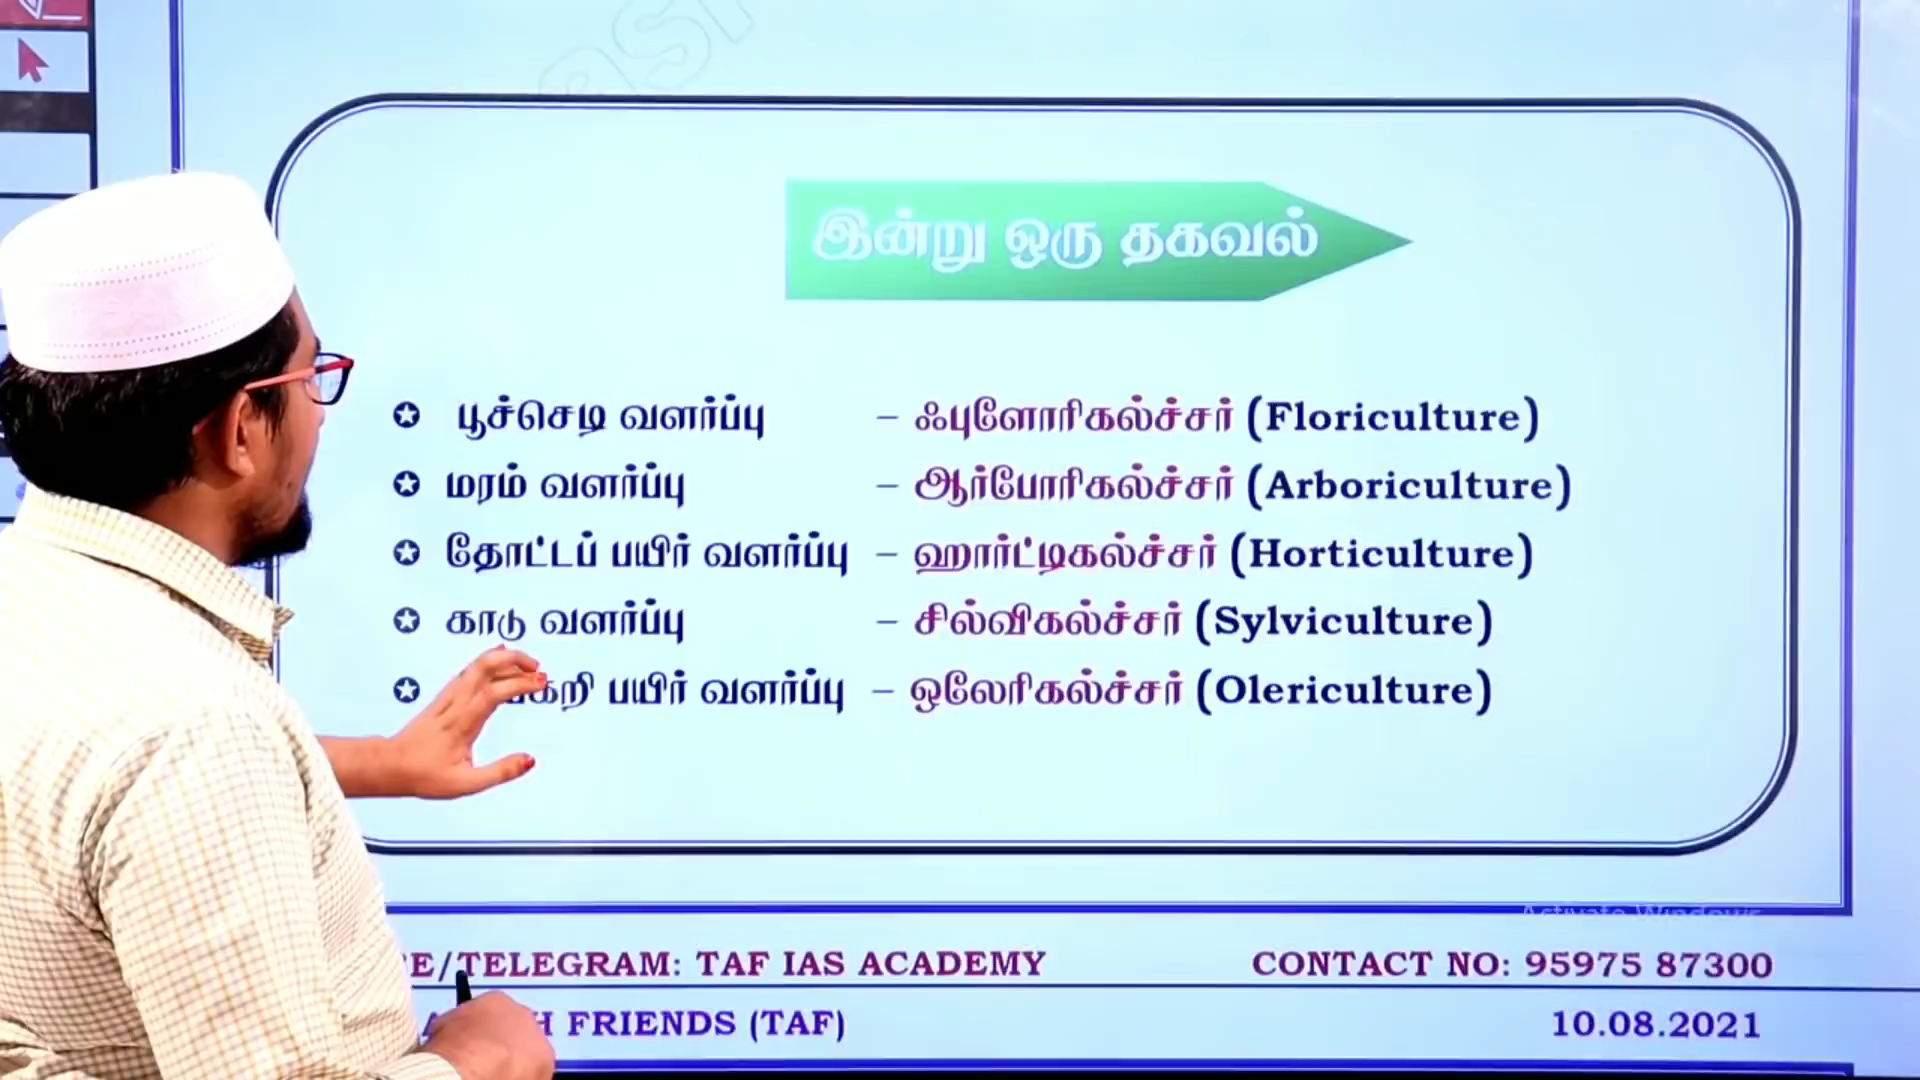 இன்று ஒரு தகவல்
பூச்செடி வளர்ப்பு – ஃபுளோரிகல்ச்சர் (Floriculture)
மரம் வளர்ப்பு – ஆர்போரிகல்ச்சர் (Arboriculture)
தோட்டப் பயிர் வளர்ப்பு – ஹார்ட்டிகல்ச்சர் (Horticulture)
காடு வளர்ப்பு – சில்விகல்ச்சர் (Sylviculture)
பயிர் வளர்ப்பு – ஒலேரிகல்ச்சர் (Olericulture)
Activate Windows
/TELEGRAM: TAF IAS ACADEMY CONTACT NO: 95975 87300
FRIENDS (TAF) 10.08.2021